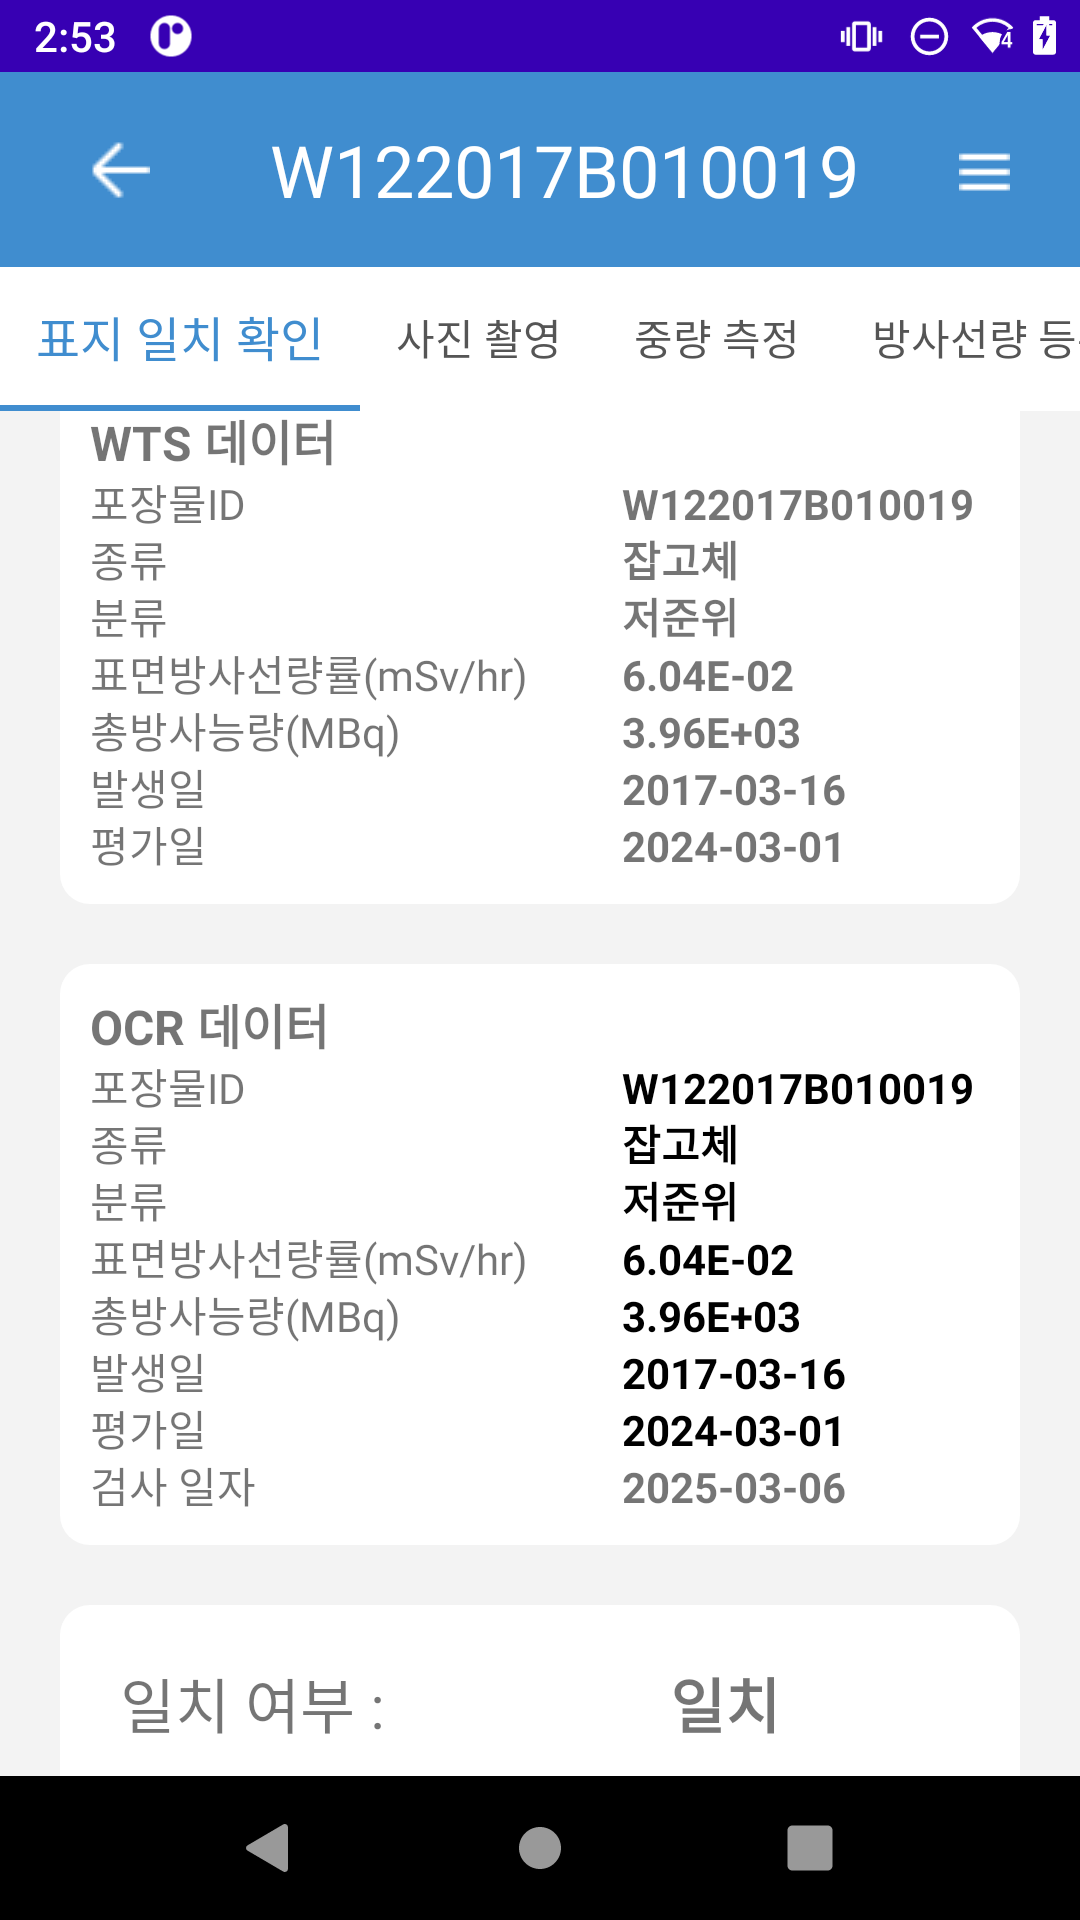 2:53
W122017B010019
표지 일치 확인 사진 촬영 중량 측정 방사선량 등
WTS 데이터
포장물ID W122017B010019
종류 잡고체
분류 저준위
표면방사선량률(mSv/hr) 6.04E-02
총방사능량(MBq) 3.96E+03
발생일 2017-03-16
평가일 2024-03-01
OCR 데이터
포장물ID W122017B010019
종류 잡고체
분류 저준위
표면방사선량률(mSv/hr) 6.04E-02
총방사능량(MBq) 3.96E+03
발생일 2017-03-16
평가일 2024-03-01
검사 일자 2025-03-06
일치 여부 : 일치